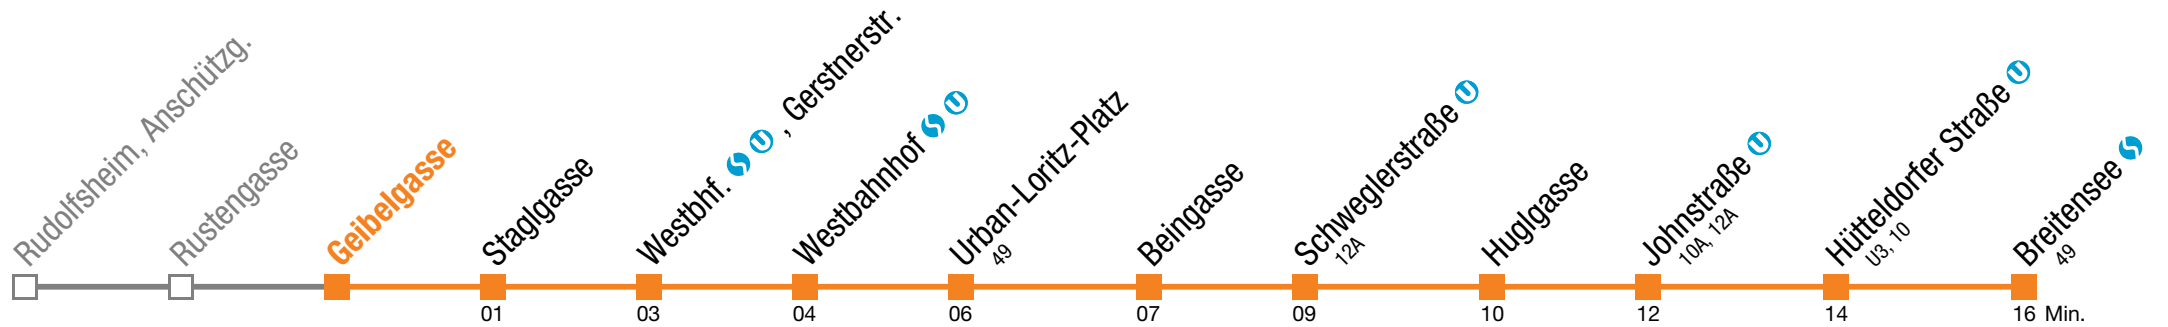 Rudolfsheim, Anschützg.
Rustengasse
Geibelgasse
Staglgasse
01
Westbhf. S U , Gerstnerstr.
03
Westbahnhof S U
04
Urban-Loritz-Platz
49
06
Beingasse
07
Schweglerstraße U
12A
09
Huglgasse
10
Johnstraße U
10A, 12A
12
Hütteldorfer Straße U
U3, 10
14
Breitensee S
49
16 Min.